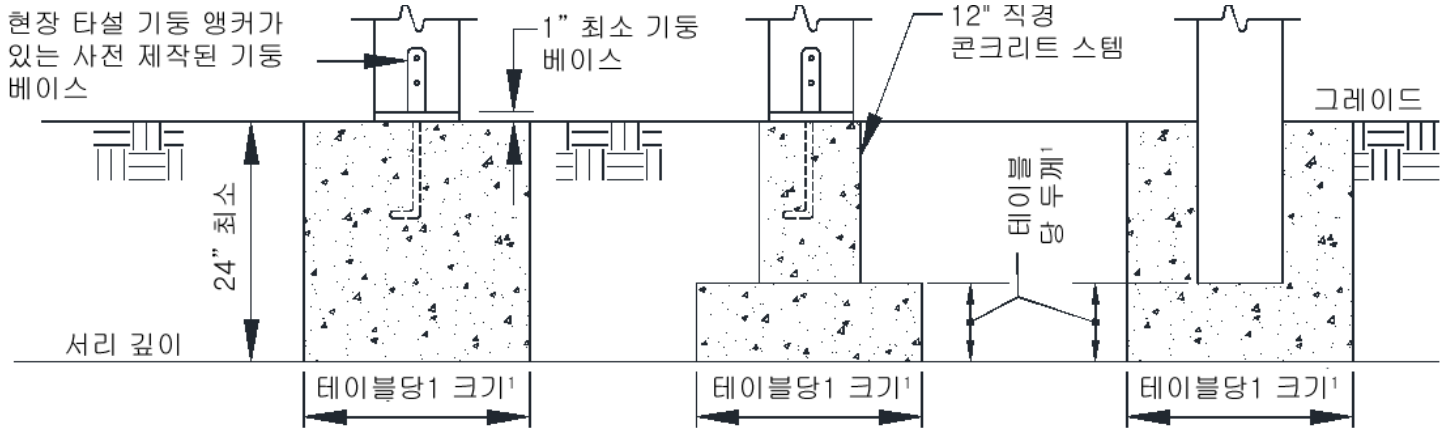 현장 타설 기둥 앵커가
있는 사전 제작된 기둥
베이스
1” 최소 기둥
베이스
12" 직경
콘크리트 스템
그레이드
24” 최소
테이블
당 두께¹
서리 깊이
테이블당1 크기¹
테이블당1 크기¹
테이블당1 크기¹